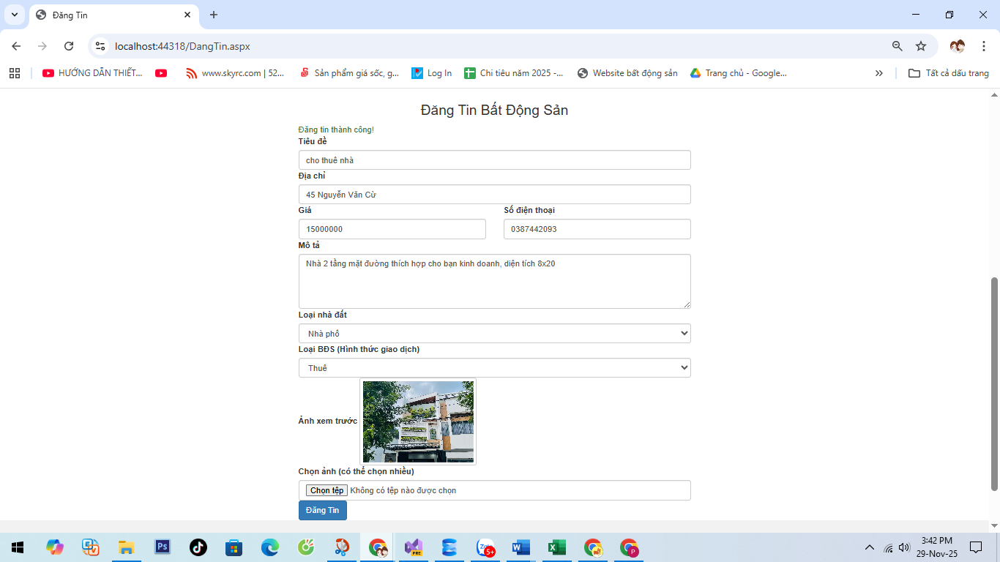 Đăng Tin
localhost:44318/DangTin.aspx
HƯỚNG DẪN THIẾT...
www.skyrc.com | 52...
Sản phẩm giá sốc, g...
Log In
Chi tiêu năm 2025 -...
Website bất động sản
Trang chủ - Google...
Tất cả dấu trang
Đăng Tin Bất Động Sản
Đăng tin thành công!
Tiêu đề
cho thuê nhà
Địa chỉ
45 Nguyễn Văn Cừ
Giá Số điện thoại
15000000 0387442093
Mô tả
Nhà 2 tầng mặt đường thích hợp cho bạn kinh doanh, diện tích 8x20
Loại nhà đất
Nhà phố
Loại BĐS (Hình thức giao dịch)
Thuê
Ảnh xem trước
Chọn ảnh (có thể chọn nhiều)
Chọn tệp Không có tệp nào được chọn
Đăng Tin
Ps
PRE
Zalo
5+
W
X
P
3:42 PM
29-Nov-25